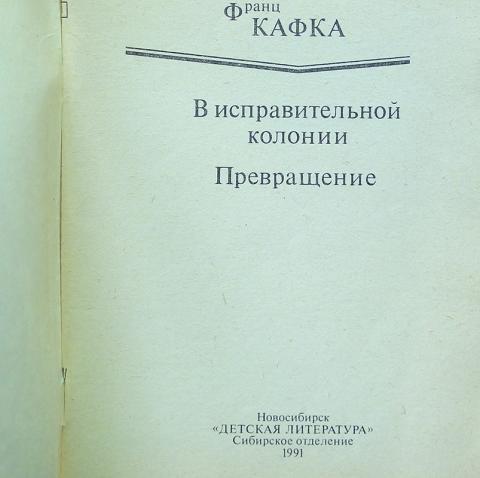 Франц
КАФКА
В исправительной
колонии
Превращение
Новосибирск
«ДЕТСКАЯ ЛИТЕРАТУРА»
Сибирское отделение
1991